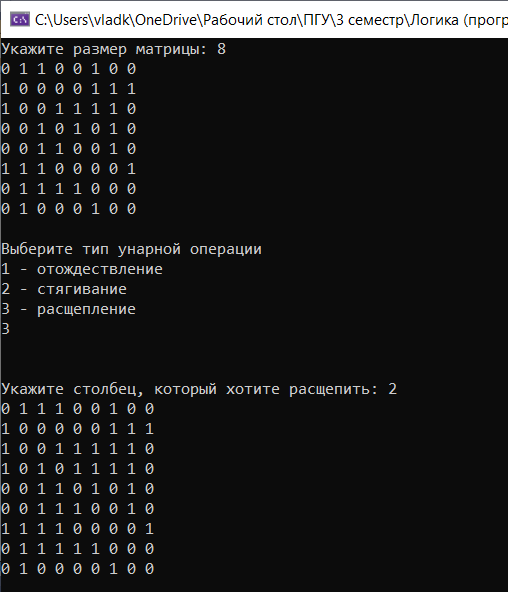 C:\Users\vladk\OneDrive\Рабочий стол\ПГУ\3 семестр\Логика (прогр
Укажите размер матрицы: 8
0 1 1 0 0 1 0 0
1 0 0 0 0 1 1 1
1 0 0 1 1 1 1 0
0 0 1 0 1 0 1 0
0 0 1 1 0 0 1 0
1 1 1 0 0 0 0 1
0 1 1 1 1 0 0 0
0 1 0 0 0 1 0 0
Выберите тип унарной операции
1 - отождествление
2 - стягивание
3 - расщепление
3
Укажите столбец, который хотите расщепить: 2
0 1 1 1 0 0 1 0 0
1 0 0 0 0 0 1 1 1
1 0 0 1 1 1 1 1 0
1 0 1 0 1 1 1 1 0
0 0 1 1 0 1 0 1 0
0 0 1 1 1 0 0 1 0
1 1 1 1 0 0 0 0 1
0 1 1 1 1 1 0 0 0
0 1 0 0 0 0 1 0 0